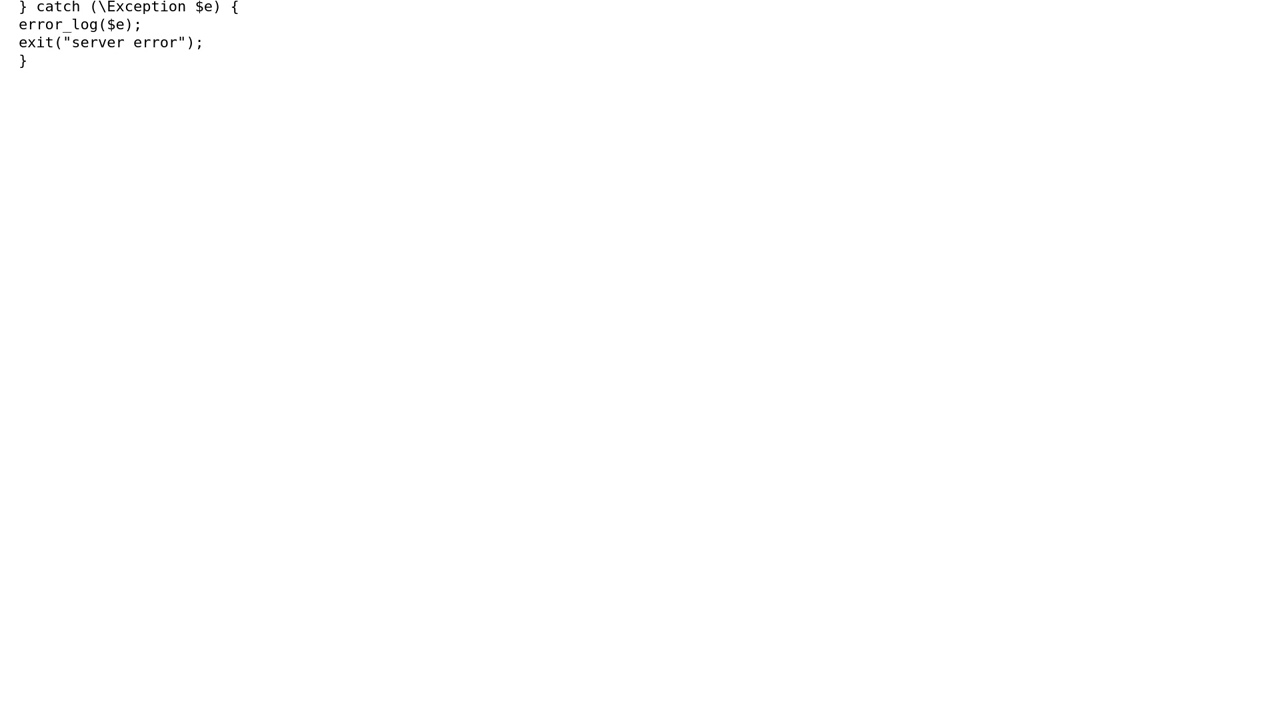 } catch (\Exception $e) {
error_log($e);
exit("server error");
}